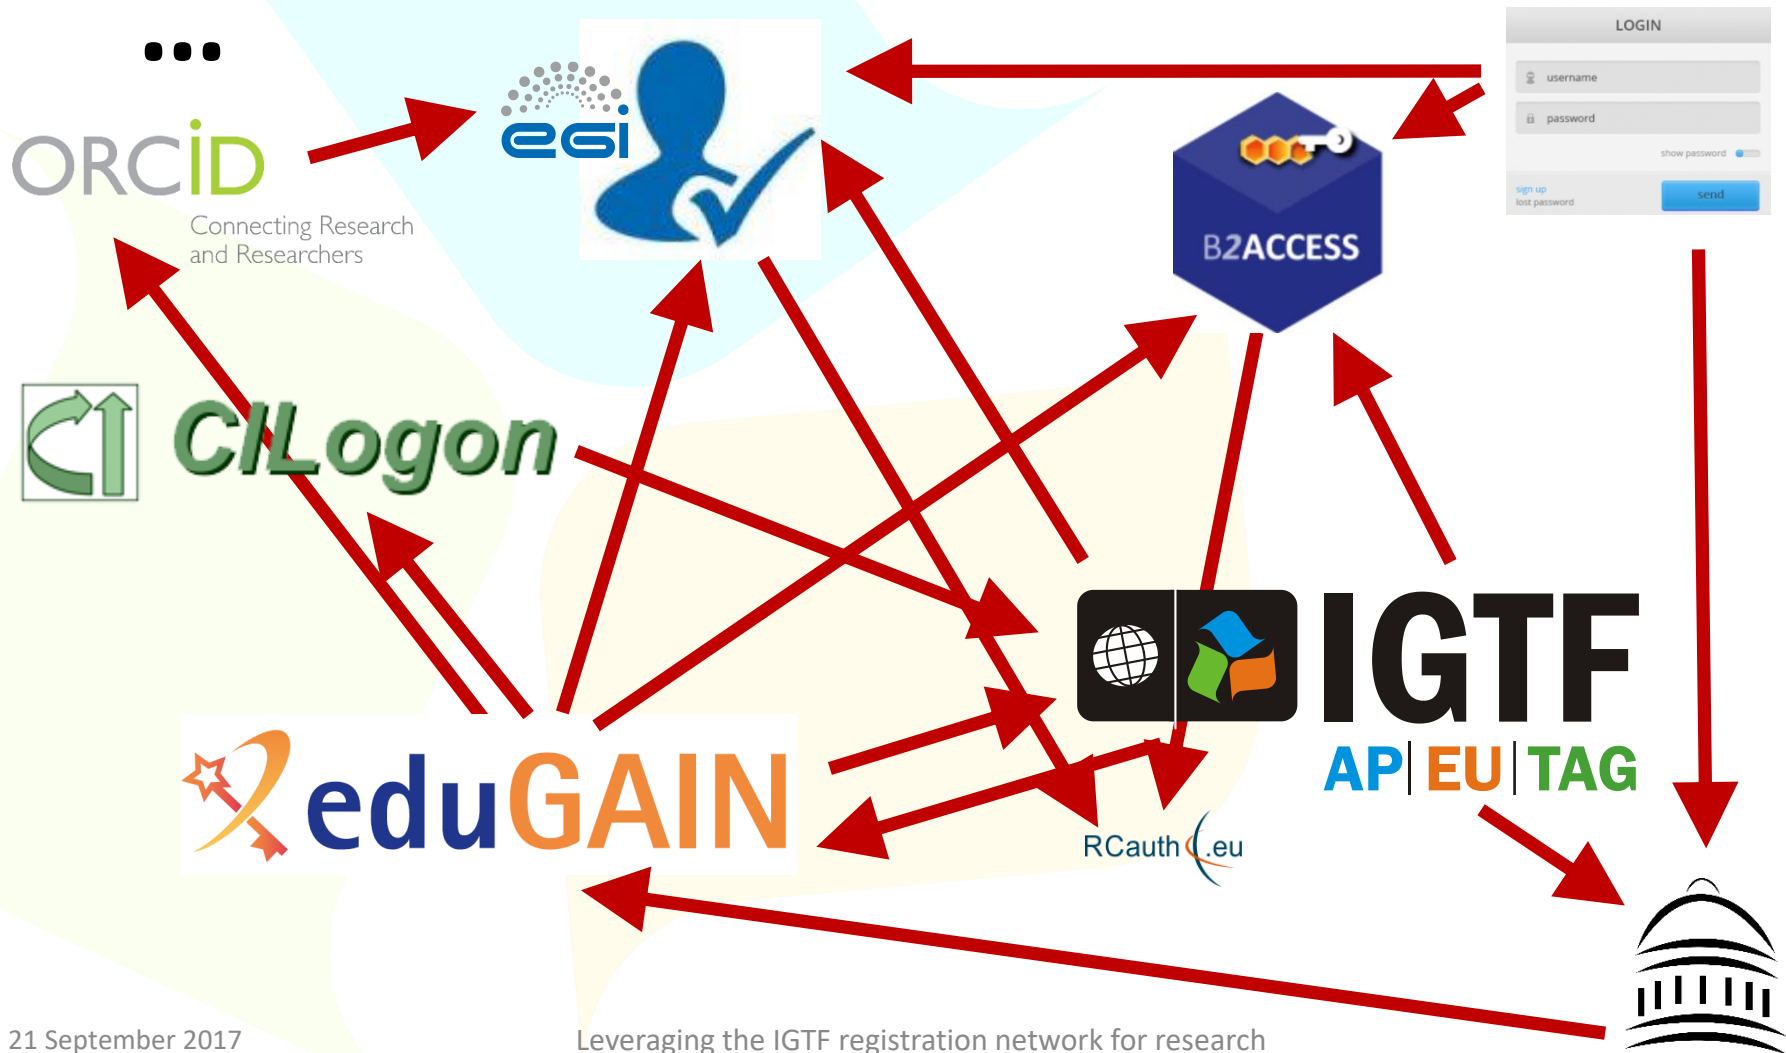 ...
LOGIN
username
password
show password
sign up
lost password
send
ORCiD
Connecting Research
and Researchers
eGi
B2ACCESS
CILogon
IGTF
AP|EU|TAG
eduGAIN
RCauth.eu
21 September 2017
Leveraging the IGTF registration network for research